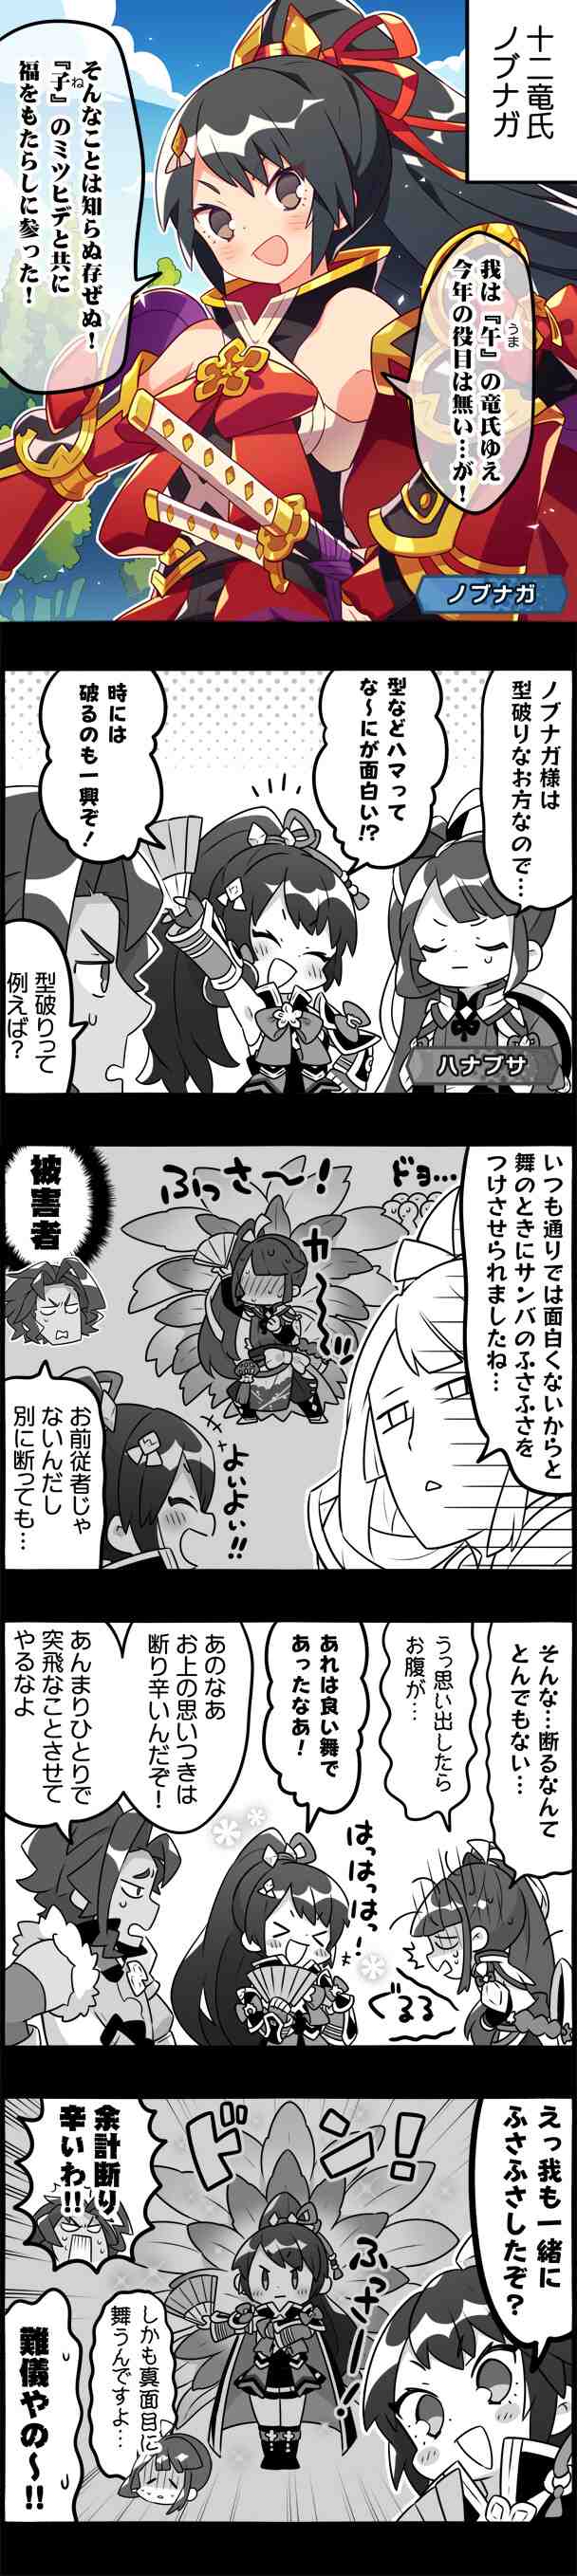 十二竜氏
ノブナガ
我は『午』の竜氏ゆえ
うま
今年の役目は無い…が！
そんなことは知らぬ存ぜぬ！
『子』のミツヒデと共に
ね
福をもたらしに参った！
ノブナガ
ノブナガ様は
型破りなお方なので…
型などハマって
な～にが面白い!?
時には
破るのも一興ぞ！
型破りって
例えば？
ハナブサ
いつも通りでは面白くないからと
舞のときにサンバのふさふさを
つけさせられましたね…
ドョ…
ふっさ～！
カ～～ッ
被害者
よいよいぃ!!
お前従者じゃ
ないんだし
別に断っても…
そんな…断るなんて
とんでもない…
うっ思い出したら
お腹が…
ぐるる
あれは良い舞で
あったなあ！
はっはっはっ！
あのなあ
お上の思いつきは
断り辛いんだぞ！
あんまりひとりで
突飛なことさせて
やるなよ
えっ我も一緒に
ふさふさしたぞ？
ドン！
ふっさー！
余計断り
辛いわ!!
しかも真面目に
舞うんですよ…
難儀やの～!!